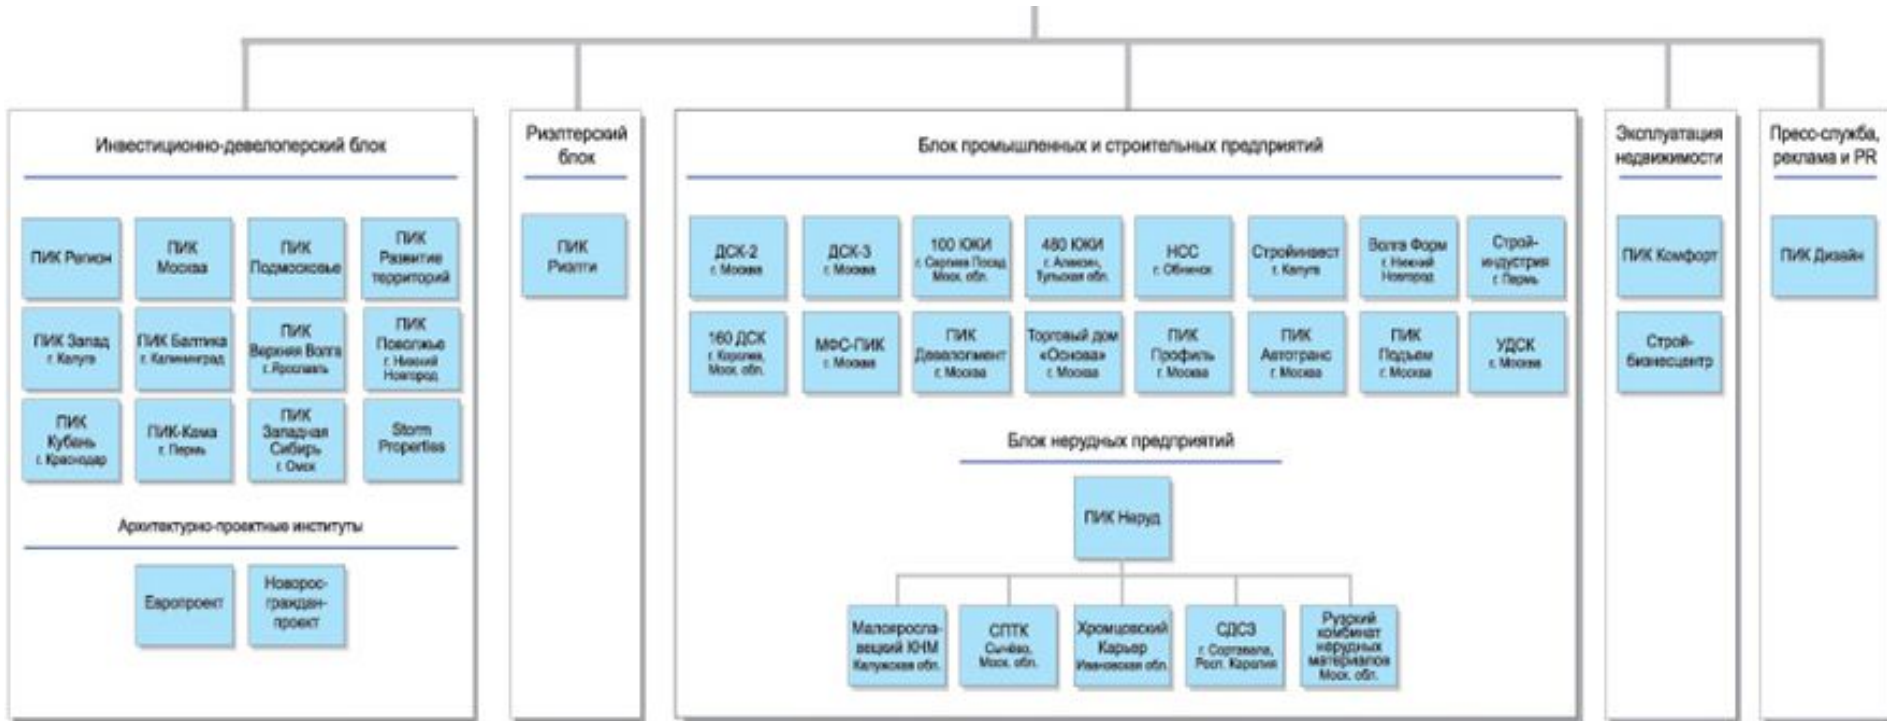 Инвестиционно-девелоперский блок
ПИК Регион
ПИК
Москва
ПИК
Подмосковье
ПИК
Развитие
территорий
ПИК Запад
г. Калуга
ПИК Балтика
г. Калининград
ПИК
Верхняя Волга
г. Ярославль
ПИК
Поволжье
г. Нижний
Новгород
ПИК
Кубань
г. Краснодар
ПИК-Кама
г. Пермь
ПИК
Западная
Сибирь
г. Омск
Storm
Properties
Архитектурно-проектные институты
Европроект
Новорос-
граждан-
проект
Риэлтерский
блок
ПИК
Риэлти
Блок промышленных и строительных предприятий
ДСК-2
г. Москва
ДСК-3
г. Москва
100 КЖИ
г. Сергиев Посад
Моск. обл.
480 КЖИ
г. Алексин,
Тульская обл.
НСС
г. Обнинск
Стройинвест
г. Калуга
Волга Форм
г. Нижний
Новгород
Строй-
индустрия
г. Пермь
160 ДСК
г. Королев,
Моск. обл.
МФС-ПИК
г. Москва
ПИК
Девелопмент
г. Москва
Торговый дом
«Основа»
г. Москва
ПИК
Профиль
г. Москва
ПИК
Автотранс
г. Москва
ПИК
Подъем
г. Москва
УДСК
г. Москва
Блок нерудных предприятий
ПИК Неруд
Малояросла-
вецкий КНМ
Калужская обл.
СПТК
Сычёво,
Моск. обл.
Хромцовский
Карьер
Ивановская обл.
СДСЗ
г. Сортавала,
Респ. Карелия
Рузский
комбинат
нерудных
материалов
Моск. обл.
Эксплуатация
недвижимости
ПИК Комфорт
Строй-
бизнесцентр
Пресс-служба,
реклама и PR
ПИК Дизайн